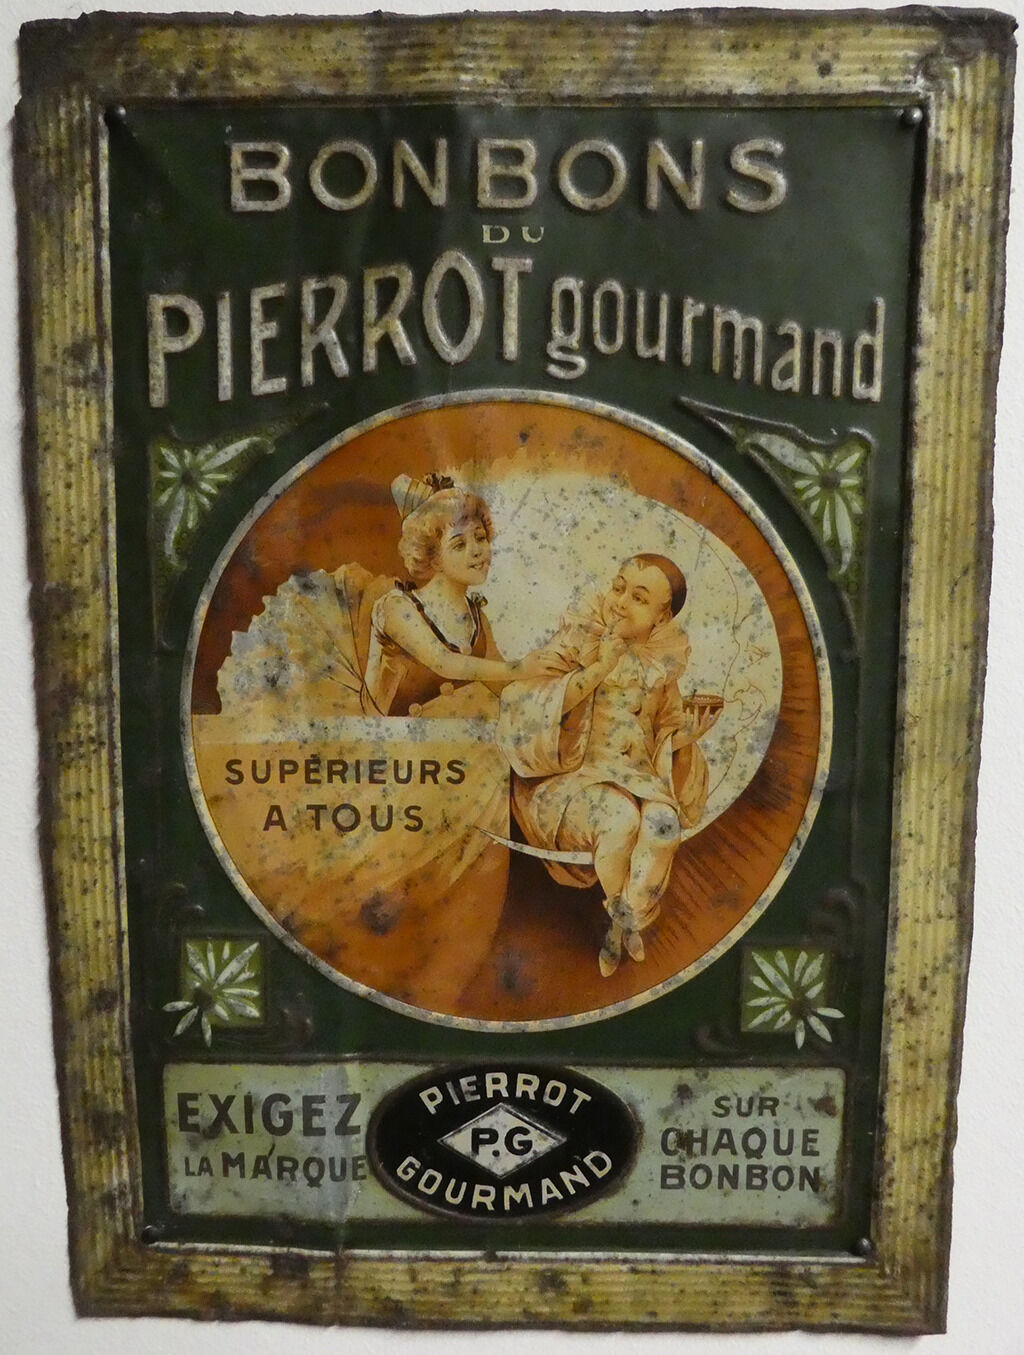 BONBONS
DU
PIERROT gourmand
SUPÉRIEURS
A TOUS
EXIGEZ
LA MARQUE
PIERROT
P.G
GOURMAND
SUR
CHAQUE
BONBON